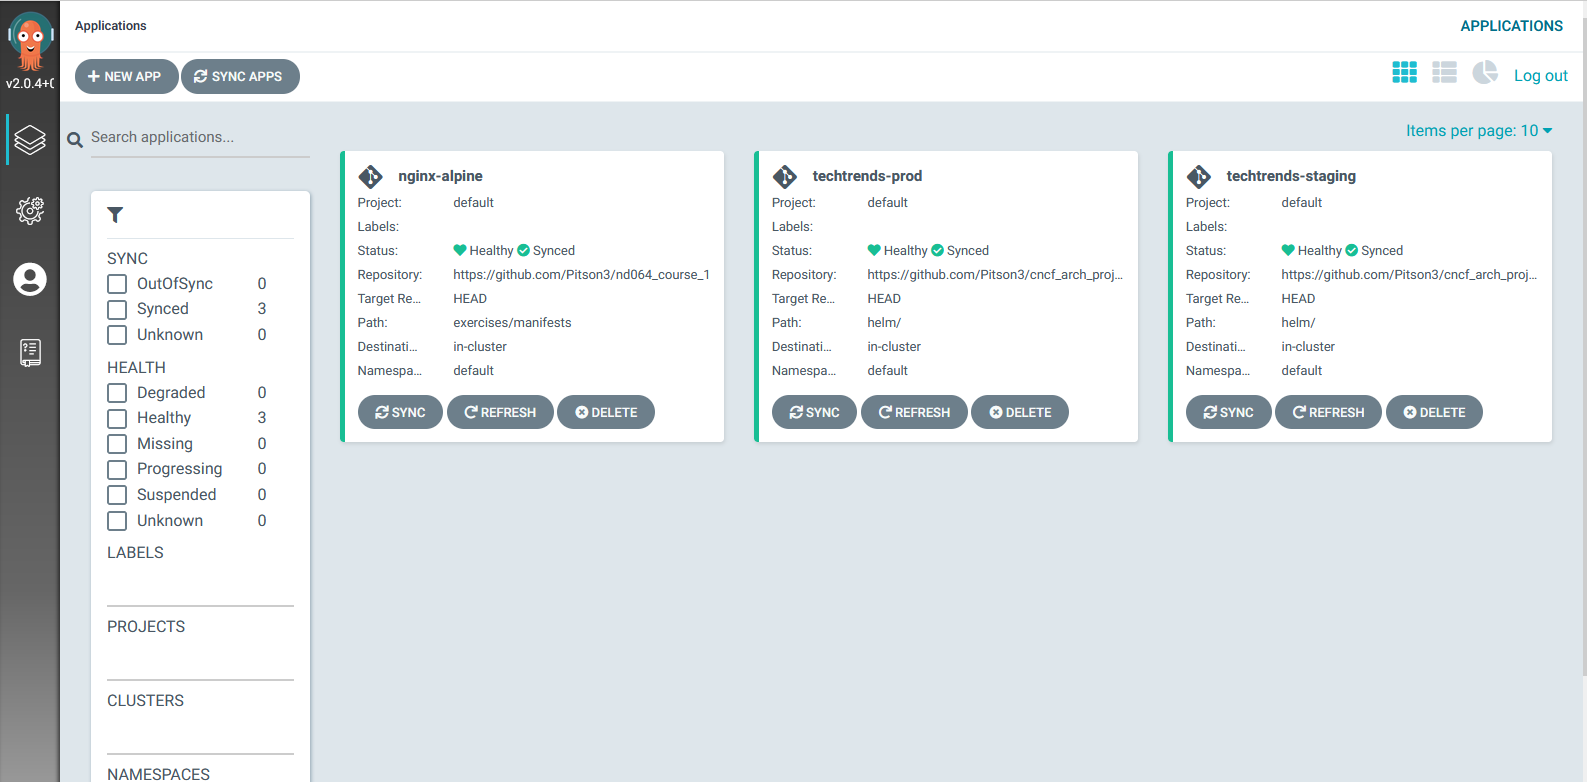 Applications
APPLICATIONS
NEW APP
SYNC APPS
Log out
v2.0.4+0
Search applications...
Items per page: 10
SYNC
OutOfSync 0
Synced 3
Unknown 0
HEALTH
Degraded 0
Healthy 3
Missing 0
Progressing 0
Suspended 0
Unknown 0
LABELS
PROJECTS
CLUSTERS
NAMESPACES
nginx-alpine
Project: default
Labels:
Status: Healthy Synced
Repository: https://github.com/Pitson3/nd064_course_1
Target Re... HEAD
Path: exercises/manifests
Destinati... in-cluster
Namespa... default
SYNC REFRESH DELETE
techtrends-prod
Project: default
Labels:
Status: Healthy Synced
Repository: https://github.com/Pitson3/cncf_arch_proj...
Target Re... HEAD
Path: helm/
Destinati... in-cluster
Namespa... default
SYNC REFRESH DELETE
techtrends-staging
Project: default
Labels:
Status: Healthy Synced
Repository: https://github.com/Pitson3/cncf_arch_proj...
Target Re... HEAD
Path: helm/
Destinati... in-cluster
Namespa... default
SYNC REFRESH DELETE